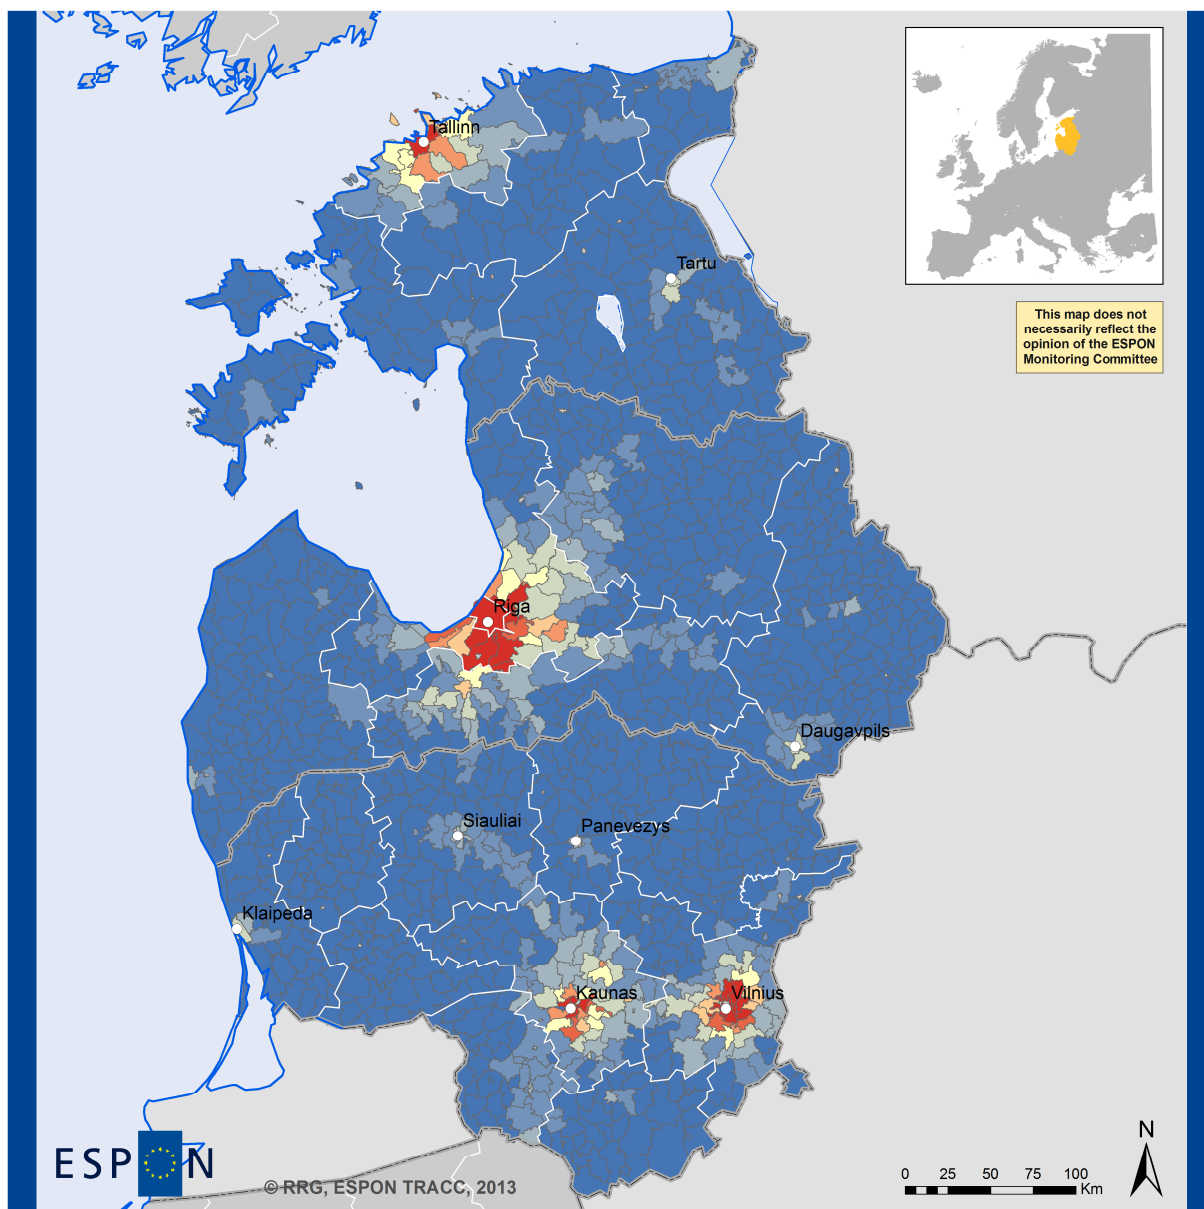 Tallinn
This map does not
necessarily reflect the
opinion of the ESPON
Monitoring Committee
Tartu
Riga
Daugavpils
Siauliai
Panevezys
Klaipeda
Kaunas
Vilnius
N
ESPON
0 25 50 75 100
Km
© RRG, ESPON TRACC, 2013